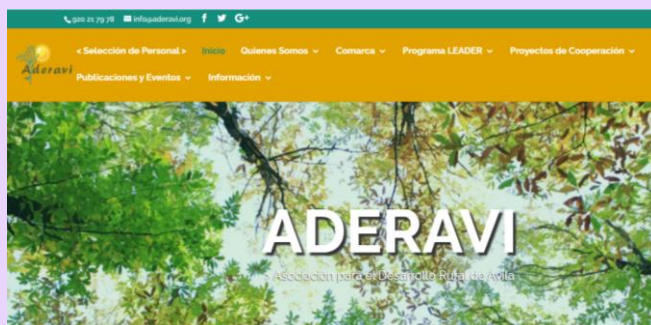 920 21 79 78 info@aderavi.org f G+
< Selección de Personal > Inicio Quienes Somos Comarca Programa LEADER Proyectos de Cooperación
Aderavi
Publicaciones y Eventos Información
ADERAVI
Asociación para el Desarrollo Rural de Ávila